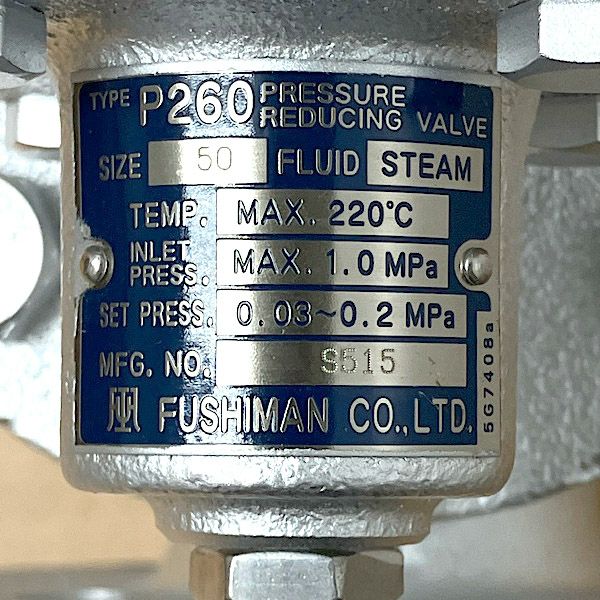 TYPE P260 PRESSURE
REDUCING VALVE
SIZE 50 FLUID STEAM
TEMP. MAX. 220℃
INLET
PRESS. MAX. 1.0 MPa
SET PRESS. 0.03~0.2 MPa
MFG. NO. S515
FUSHIMAN CO.,LTD.
5G7408a